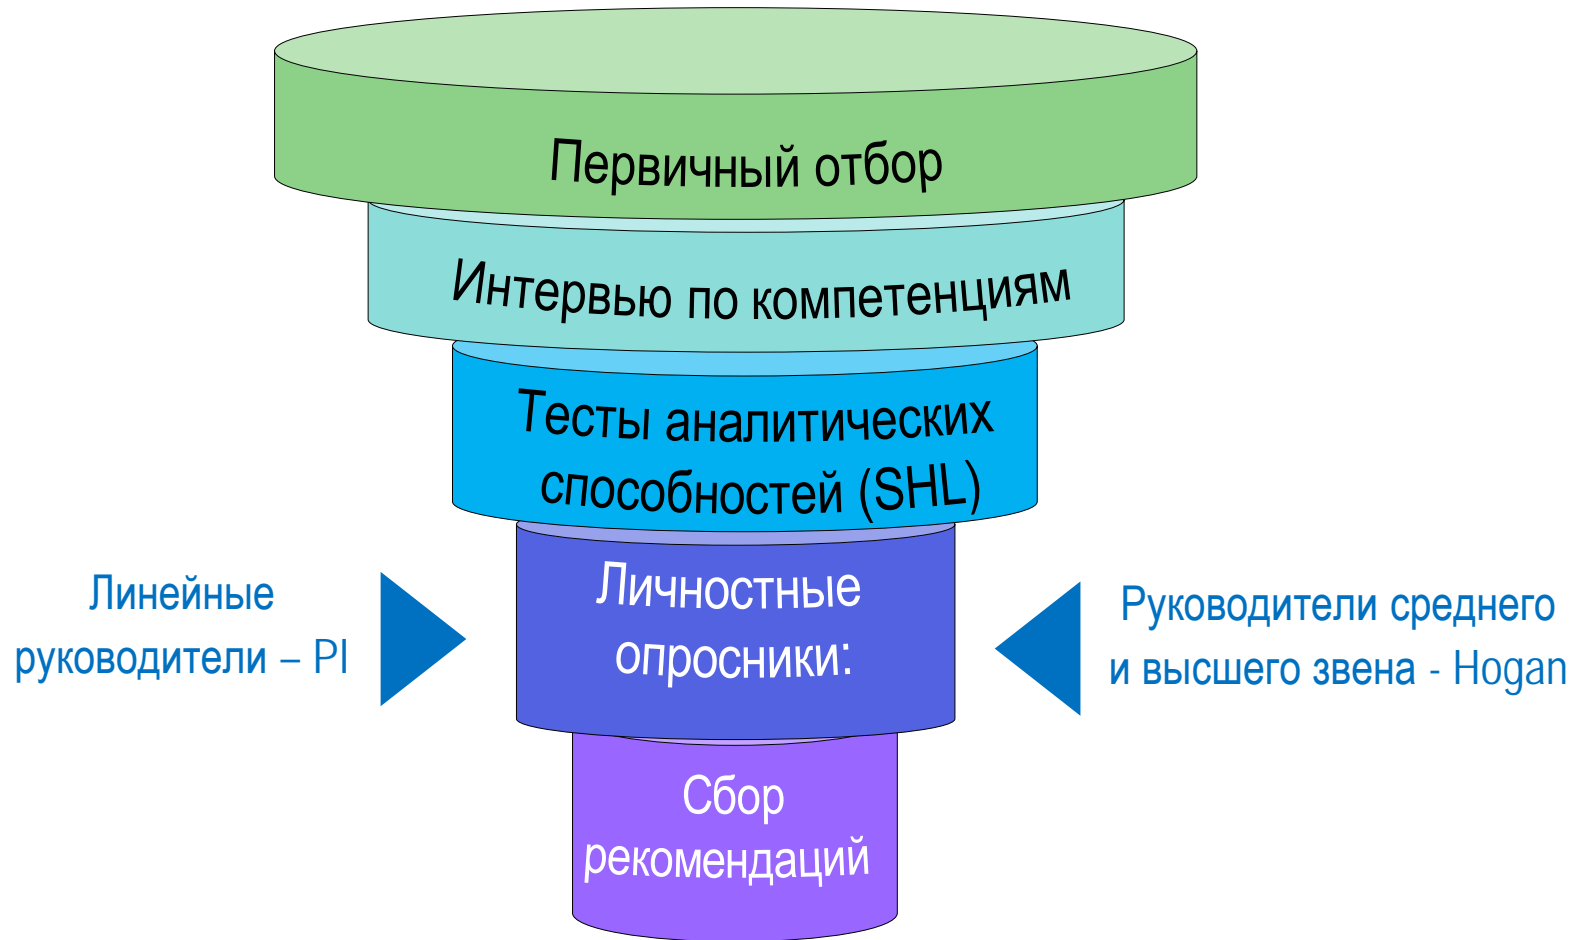 Первичный отбор
Интервью по компетенциям
Тесты аналитических
способностей (SHL)
Линейные
руководители – PI
Личностные
опросники:
Руководители среднего
и высшего звена - Hogan
Сбор
рекомендаций